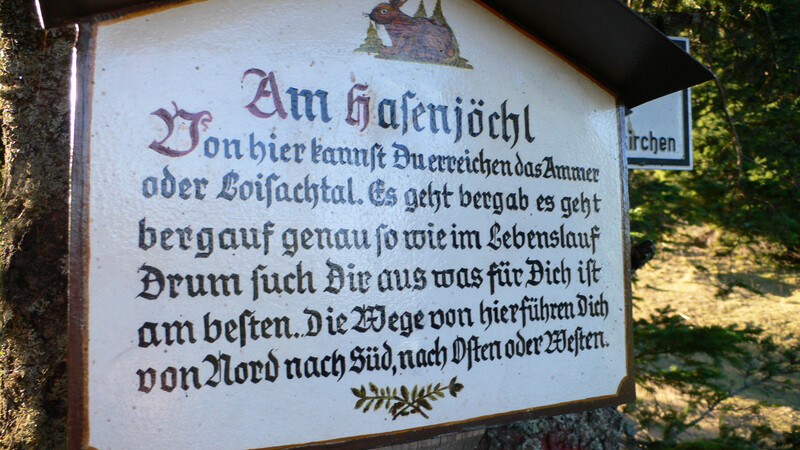 Am Hasenjöchl
Von hier kannst Du erreichen das Ammer
oder Loisachtal. Es geht bergab es geht
bergauf genau so wie im Lebenslauf
Drum such Dir aus was für Dich ist
am besten. Die Wege von hier führen Dich
von Nord nach Süd, nach Osten oder Westen.
irchen